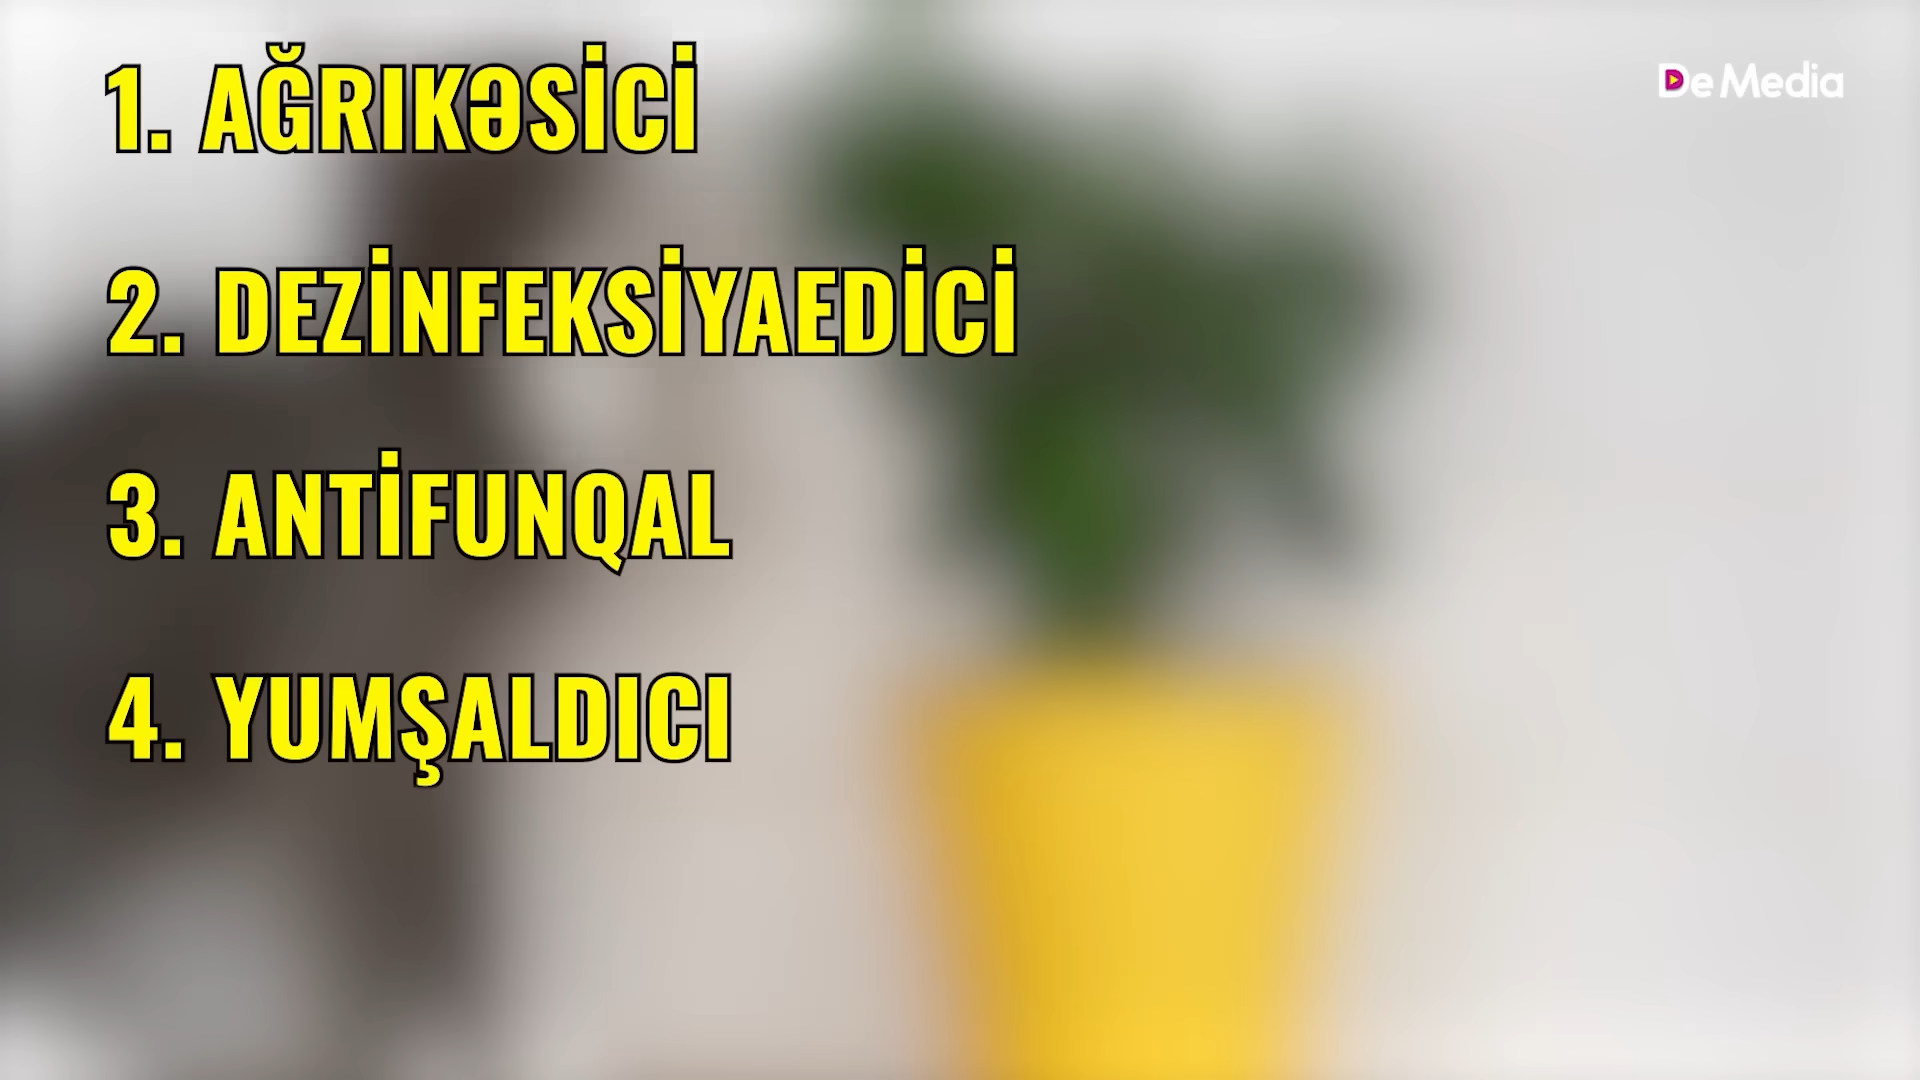 1. AĞRIKƏSİCİ
De Media
2. DEZİNFEKSİYAEDİCİ
3. ANTİFUNQAL
4. YUMŞALDICI